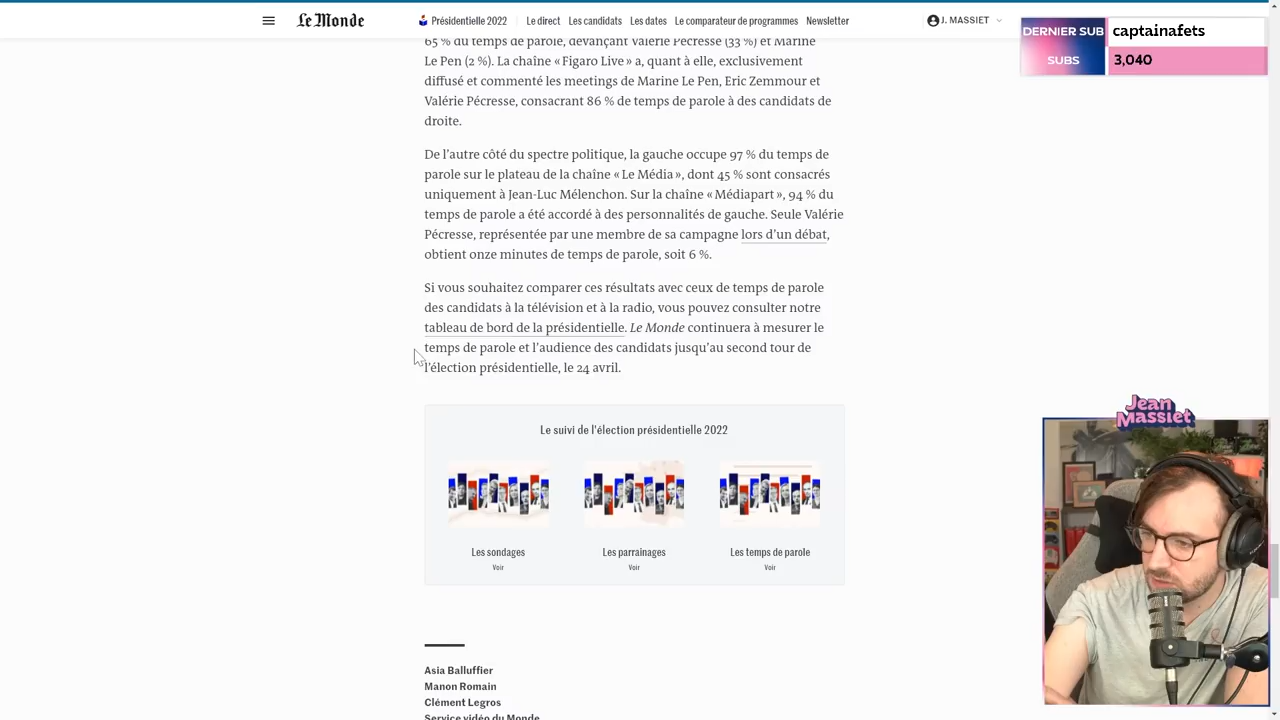 Le Monde
Présidentielle 2022
Le direct
Les candidats
Les dates
Le comparateur de programmes
Newsletter
J. MASSIET
DERNIER SUB
captainafets
SUBS
3,040
65 % du temps de parole, devançant Valérie Pécresse (33 %) et Marine
Le Pen (2 %). La chaîne « Figaro Live » a, quant à elle, exclusivement
diffusé et commenté les meetings de Marine Le Pen, Eric Zemmour et
Valérie Pécresse, consacrant 86 % de temps de parole à des candidats de
droite.
De l’autre côté du spectre politique, la gauche occupe 97 % du temps de
parole sur le plateau de la chaîne « Le Média », dont 45 % sont consacrés
uniquement à Jean-Luc Mélenchon. Sur la chaîne « Médiapart », 94 % du
temps de parole a été accordé à des personnalités de gauche. Seule Valérie
Pécresse, représentée par une membre de sa campagne lors d’un débat,
obtient onze minutes de temps de parole, soit 6 %.
Si vous souhaitez comparer ces résultats avec ceux de temps de parole
des candidats à la télévision et à la radio, vous pouvez consulter notre
tableau de bord de la présidentielle. Le Monde continuera à mesurer le
temps de parole et l’audience des candidats jusqu’au second tour de
l’élection présidentielle, le 24 avril.
Le suivi de l'élection présidentielle 2022
Les sondages
Voir
Les parrainages
Voir
Les temps de parole
Voir
Asia Balluffier
Manon Romain
Clément Legros
Service vidéo du Monde
Jean
Massiet